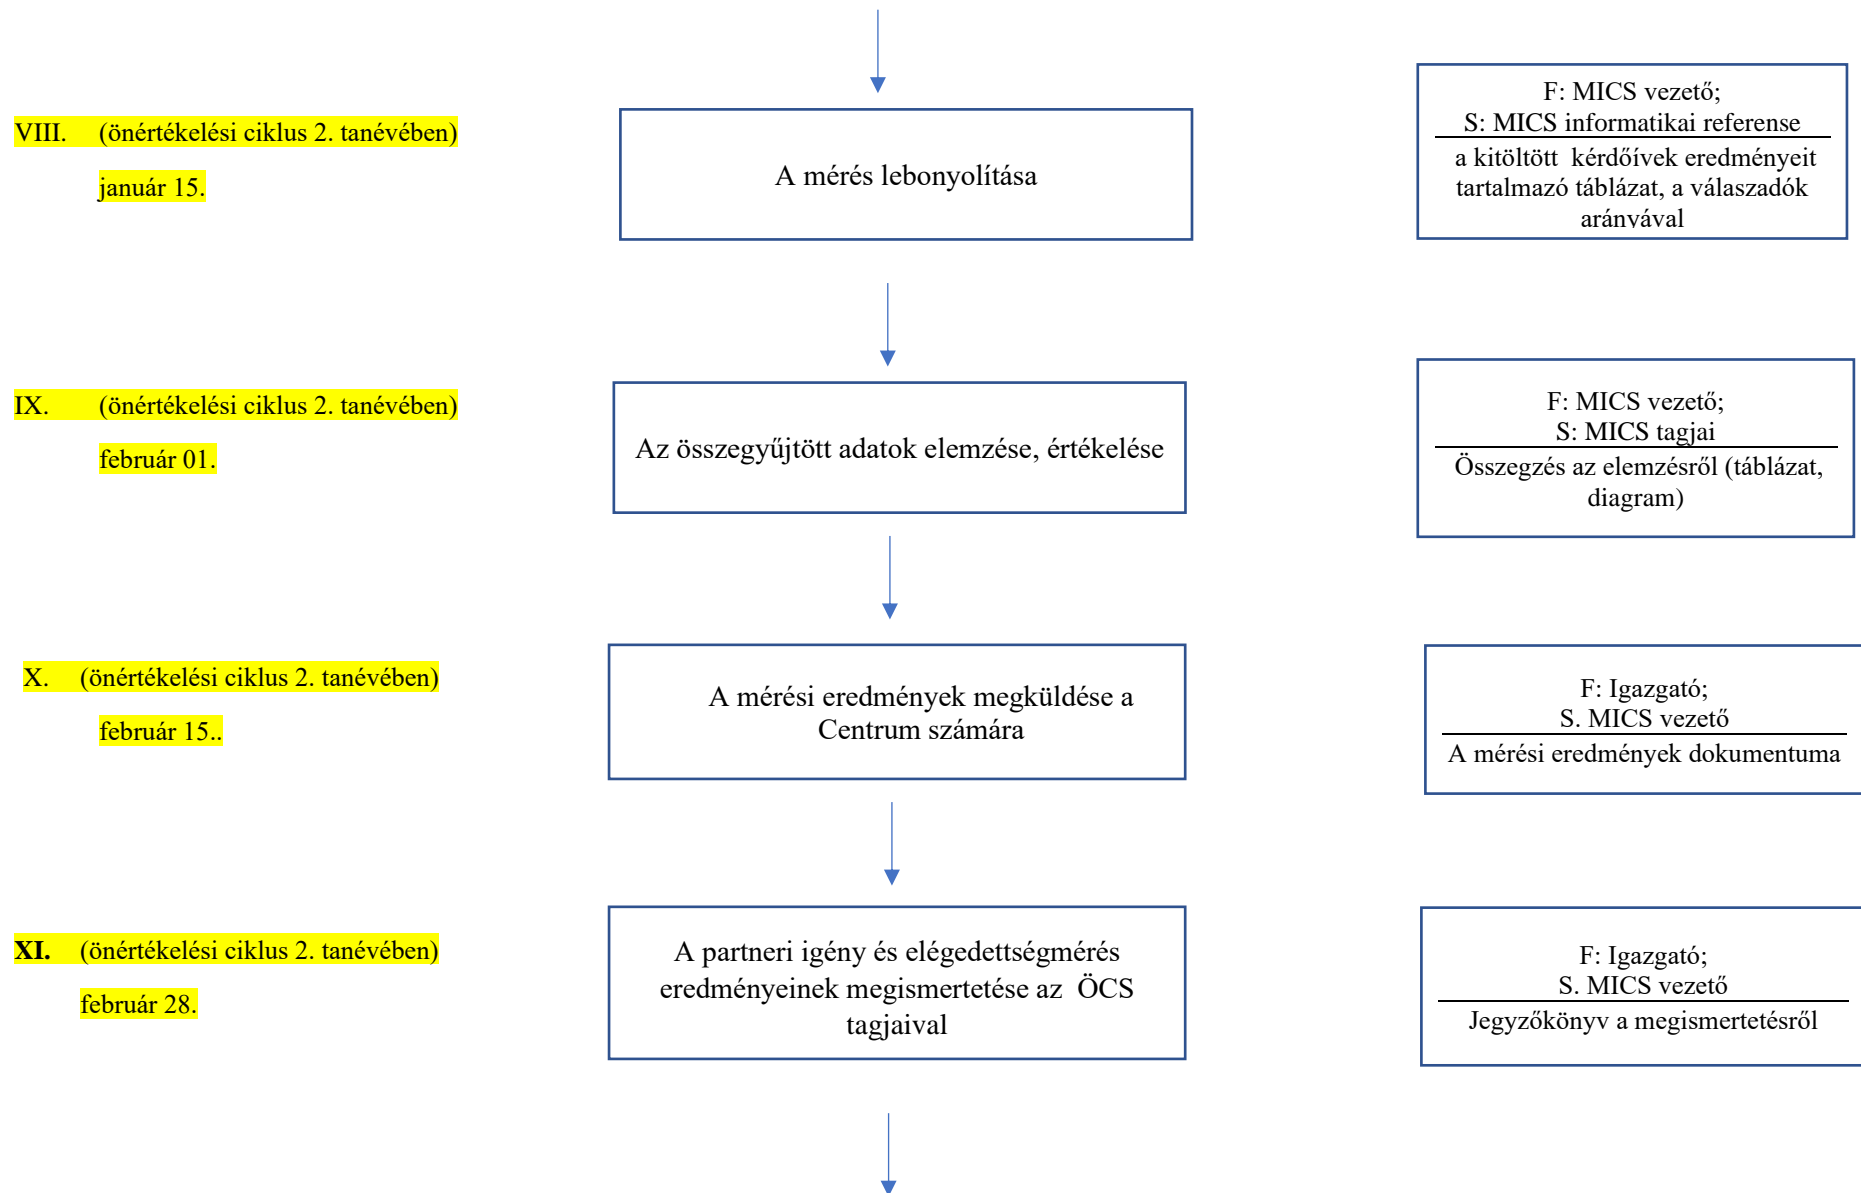 VIII. (önértékelési ciklus 2. tanévében)
január 15.
A mérés lebonyolítása
F: MICS vezető;
S: MICS informatikai referense
a kitöltött kérdőívek eredményeit
tartalmazó táblázat, a válaszadók
arányával
IX. (önértékelési ciklus 2. tanévében)
február 01.
Az összegyűjtött adatok elemzése, értékelése
F: MICS vezető;
S: MICS tagjai
Összegzés az elemzésről (táblázat,
diagram)
X. (önértékelési ciklus 2. tanévében)
február 15..
A mérési eredmények megküldése a
Centrum számára
F: Igazgató;
S. MICS vezető
A mérési eredmények dokumentuma
XI. (önértékelési ciklus 2. tanévében)
február 28.
A partneri igény és elégedettségmérés
eredményeinek megismertetése az ÖCS
tagjaival
F: Igazgató;
S. MICS vezető
Jegyzőkönyv a megismertetésről